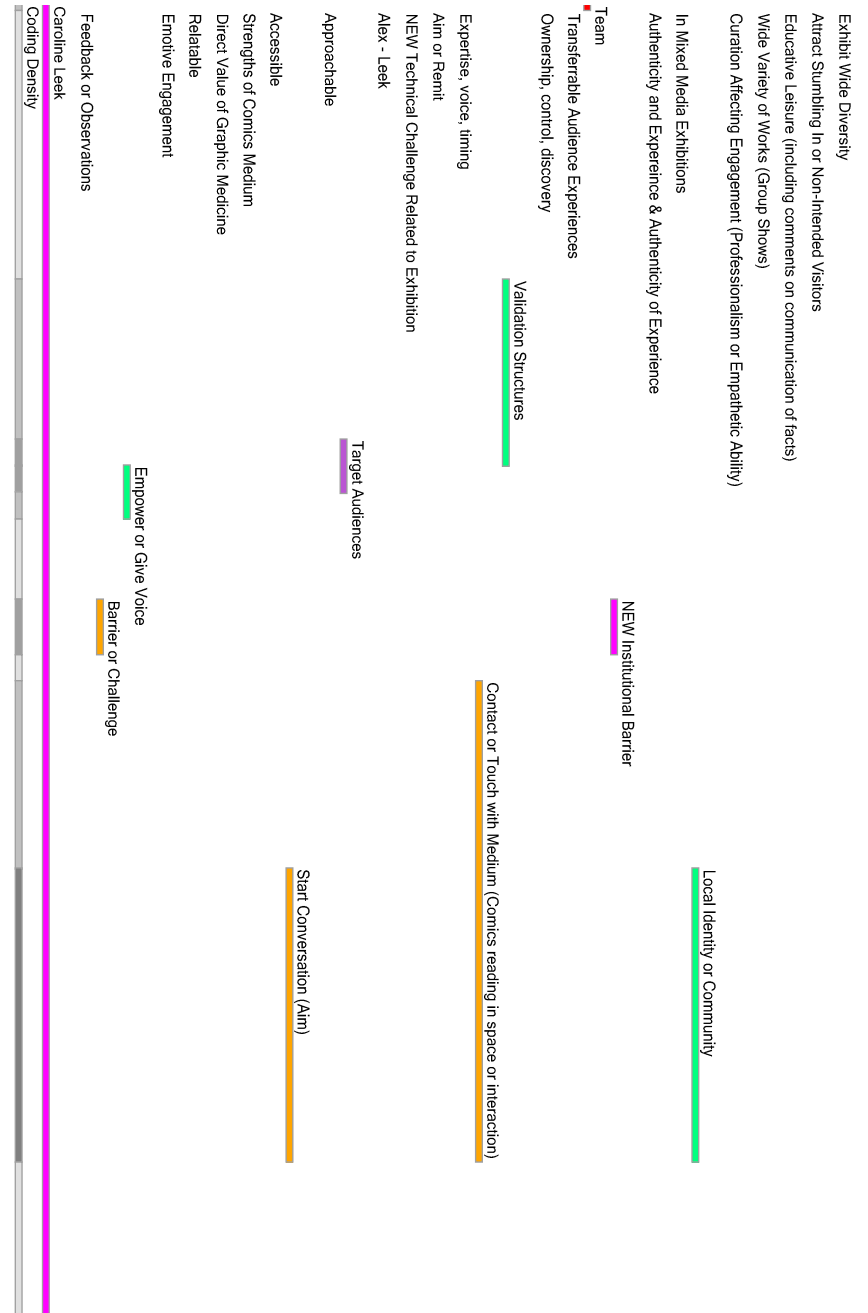 Exhibit Wide Diversity
Attract Stumbling In or Non-Intended Visitors
Educative Leisure (including comments on communication of facts)
Wide Variety of Works (Group Shows)
Curation Affecting Engagement (Professionalism or Empathetic Ability)
Local Identity or Community
In Mixed Media Exhibitions
Authenticity and Expereince & Authenticity of Experience
NEW Institutional Barrier
Team
Transferrable Audience Experiences
Ownership, control, discovery
Validation Structures
Contact or Touch with Medium (Comics reading in space or interaction)
Expertise, voice, timing
Aim or Remit
NEW Technical Challenge Related to Exhibition
Alex - Leek
Target Audiences
Approachable
Start Conversation (Aim)
Accessible
Strengths of Comics Medium
Direct Value of Graphic Medicine
Relatable
Emotive Engagement
Empower or Give Voice
Barrier or Challenge
Feedback or Observations
Caroline Leek
Coding Density